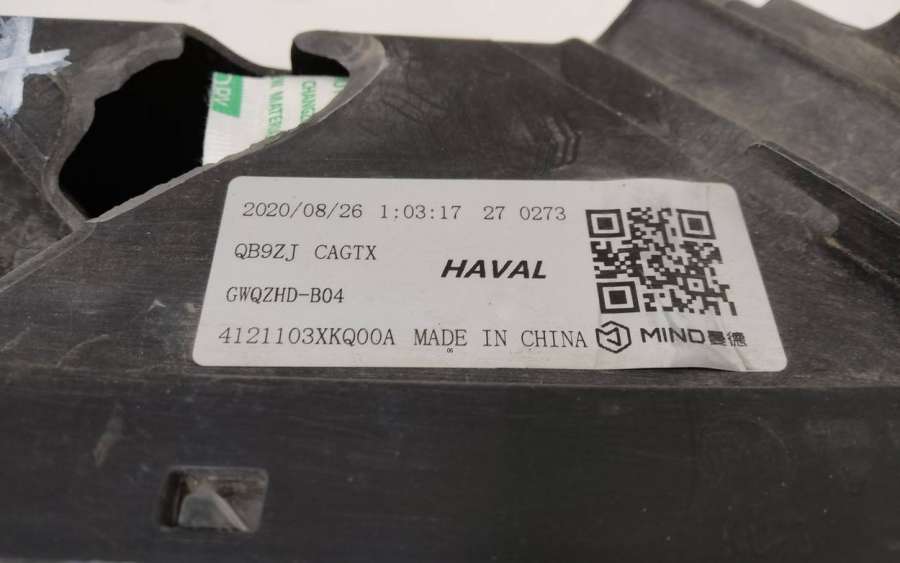 2020/08/26 1:03:17 27 0273
QB9ZJ CAGTX
HAVAL
GWQZHD-B04
4121103XKQ00A MADE IN CHINA MIND曼德
06